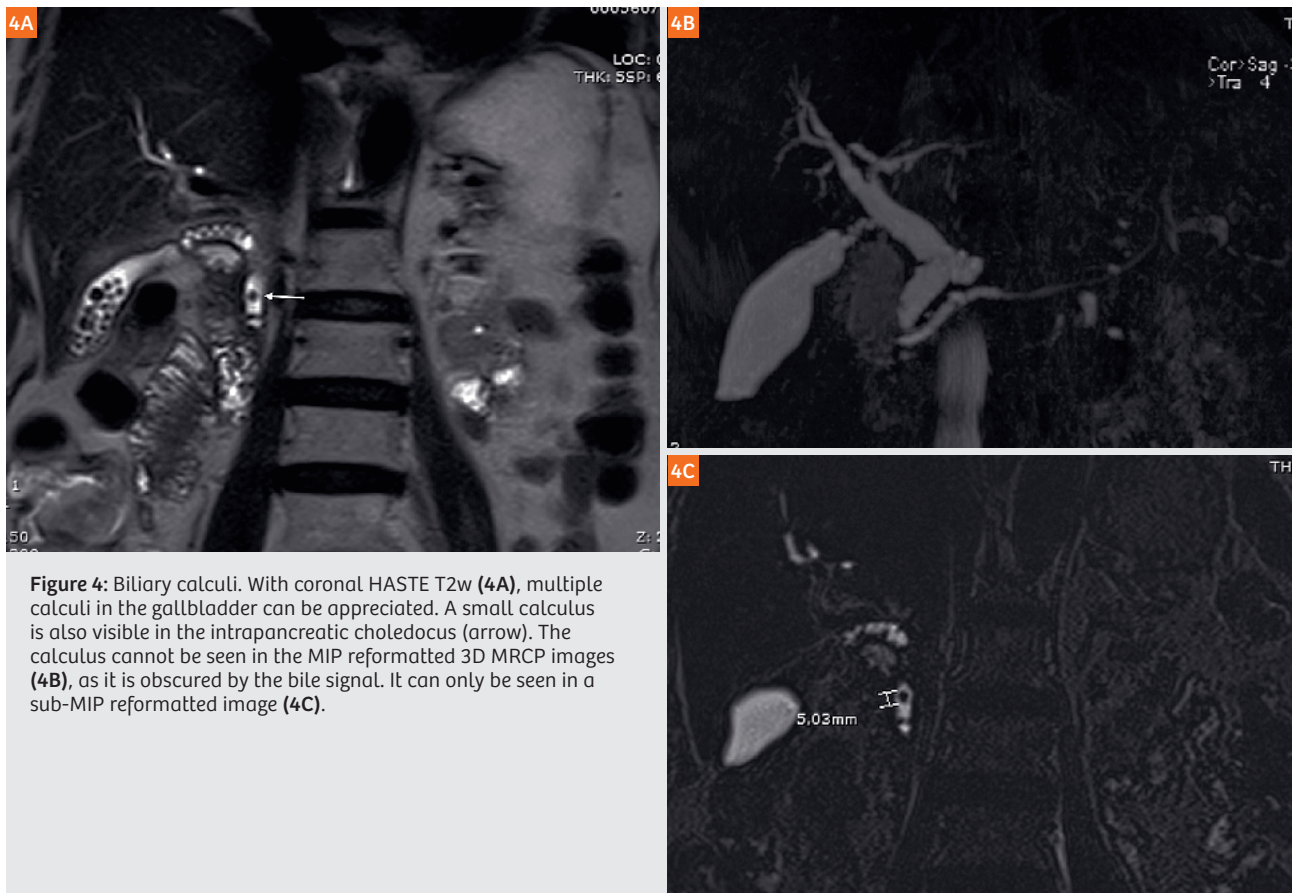 4A
LOC:
THK: 5SP:
1
50
Z:
4B
Cor>Sag
>Tra 4
4C
TH
5.03mm
Figure 4: Biliary calculi. With coronal HASTE T2w (4A), multiple
calculi in the gallbladder can be appreciated. A small calculus
is also visible in the intrapancreatic choledocus (arrow). The
calculus cannot be seen in the MIP reformatted 3D MRCP images
(4B), as it is obscured by the bile signal. It can only be seen in a
sub-MIP reformatted image (4C).